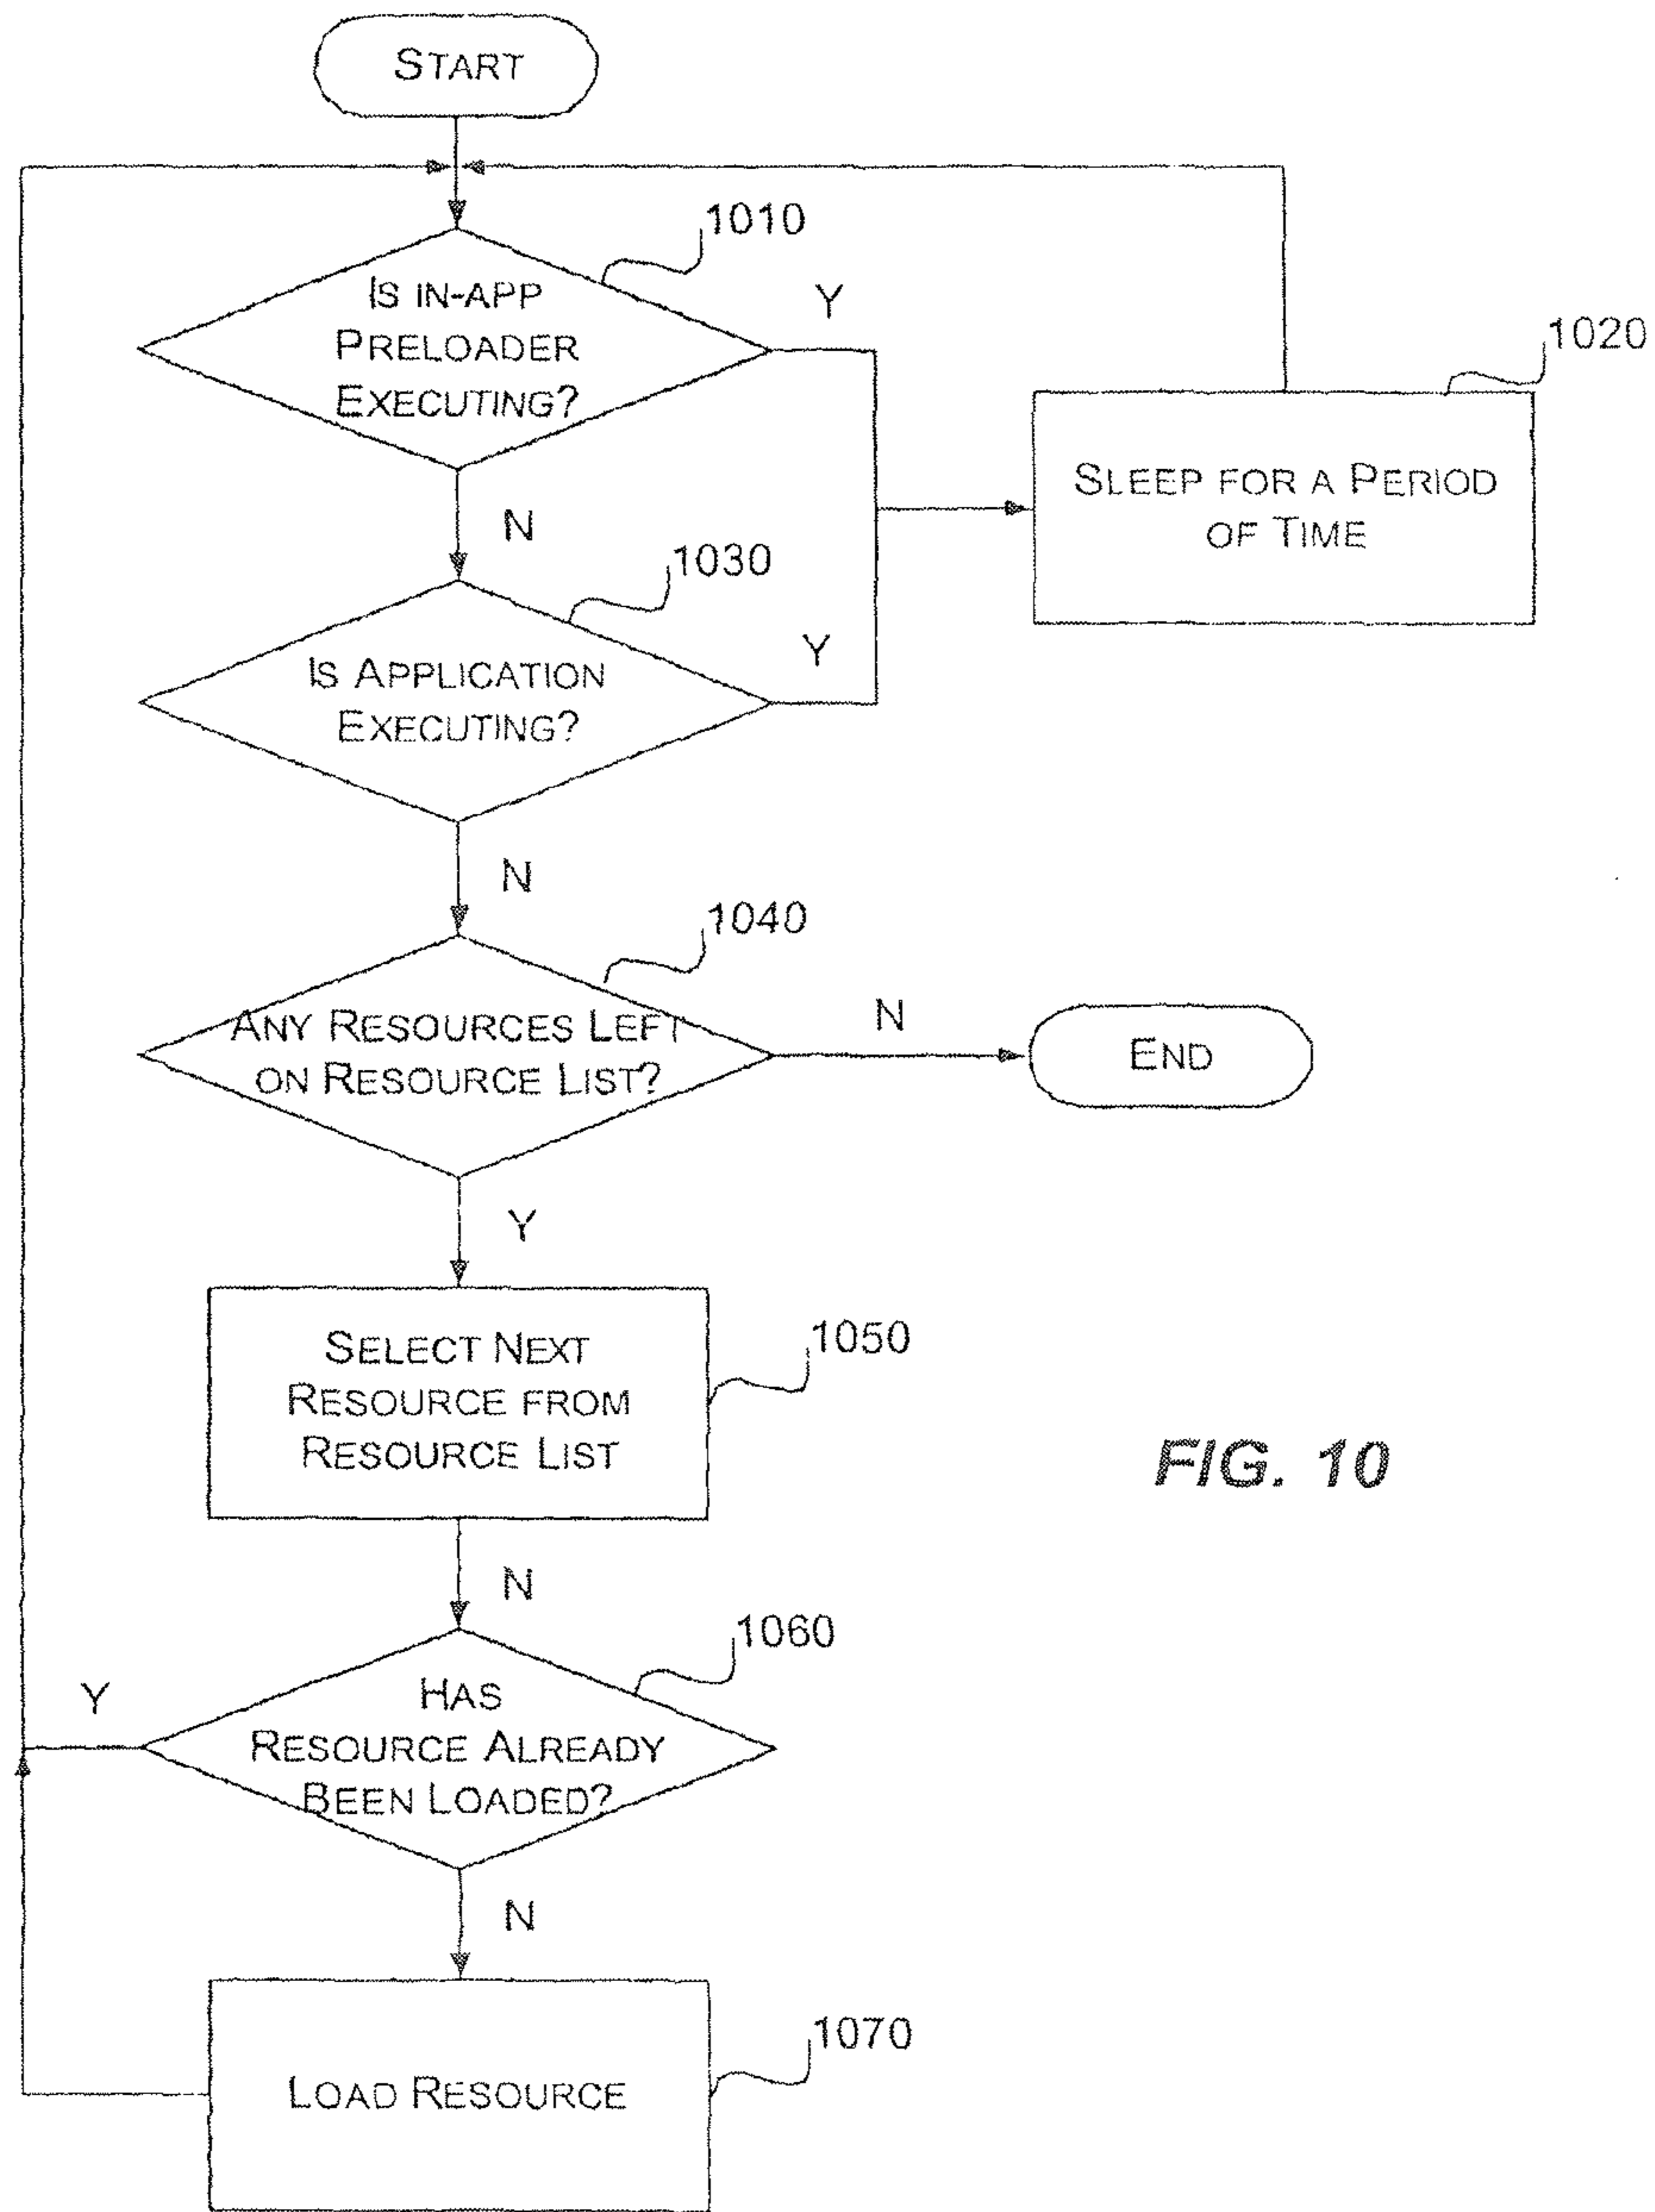 START
1010
IS IN-APP
PRELOADER
EXECUTING?
Y
1020
SLEEP FOR A PERIOD
OF TIME
N
1030
IS APPLICATION
EXECUTING?
Y
N
1040
ANY RESOURCES LEFT
ON RESOURCE LIST?
N
END
Y
1050
SELECT NEXT
RESOURCE FROM
RESOURCE LIST
FIG. 10
N
1060
HAS
RESOURCE ALREADY
BEEN LOADED?
Y
N
1070
LOAD RESOURCE